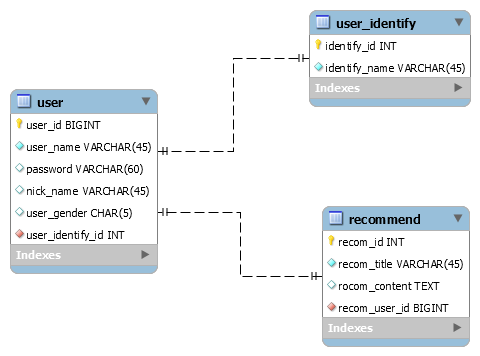 user_identify
identify_id INT
identify_name VARCHAR(45)
Indexes
user
user_id BIGINT
user_name VARCHAR(45)
password VARCHAR(60)
nick_name VARCHAR(45)
user_gender CHAR(5)
user_identify_id INT
Indexes
recommend
recom_id INT
recom_title VARCHAR(45)
rocom_content TEXT
recom_user_id BIGINT
Indexes